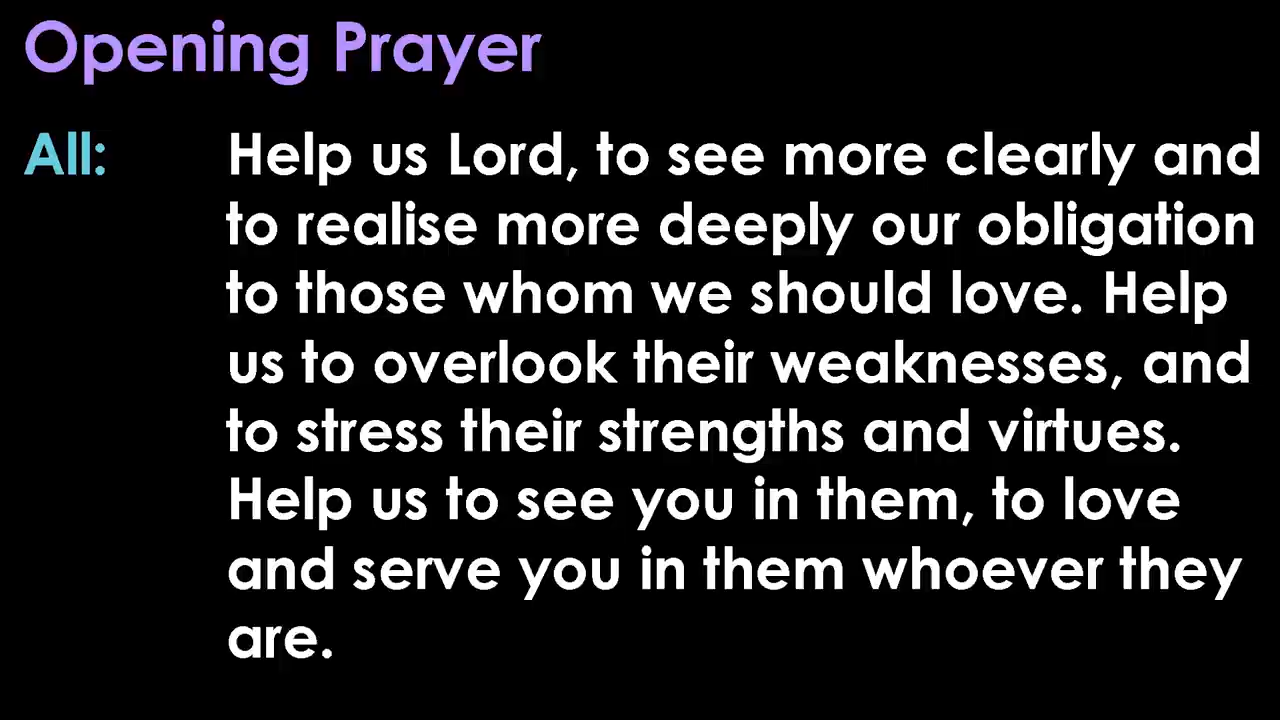 Opening Prayer
All: Help us Lord, to see more clearly and
to realise more deeply our obligation
to those whom we should love. Help
us to overlook their weaknesses, and
to stress their strengths and virtues.
Help us to see you in them, to love
and serve you in them whoever they
are.